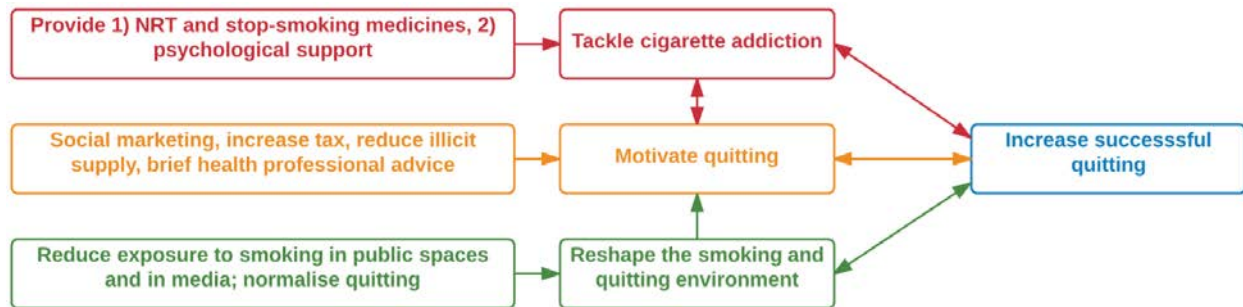 Provide 1) NRT and stop-smoking medicines, 2)
psychological support
Tackle cigarette addiction
Social marketing, increase tax, reduce illicit
supply, brief health professional advice
Motivate quitting
Increase successsful
quitting
Reduce exposure to smoking in public spaces
and in media; normalise quitting
Reshape the smoking and
quitting environment